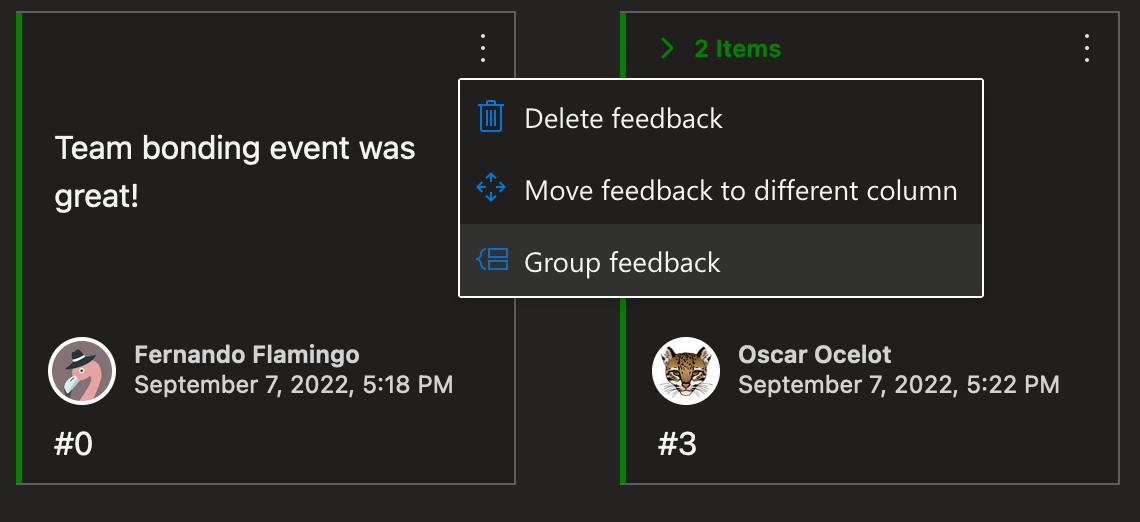 2 Items
Delete feedback
Team bonding event was
great!
Move feedback to different column
Group feedback
Fernando Flamingo
September 7, 2022, 5:18 PM
#0
Oscar Ocelot
September 7, 2022, 5:22 PM
#3